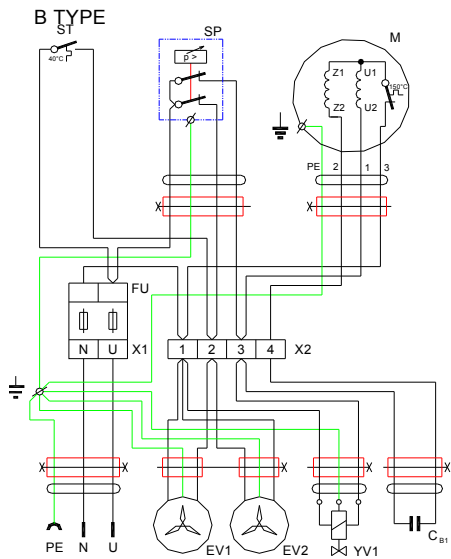 B TYPE
ST
SP
M
40°C
p >
Z1 U1
150°C
Z2 U2
PE 2 1 3
FU
N U X1
1 2 3 4 X2
PE N U
EV1 EV2 YV1 CB1